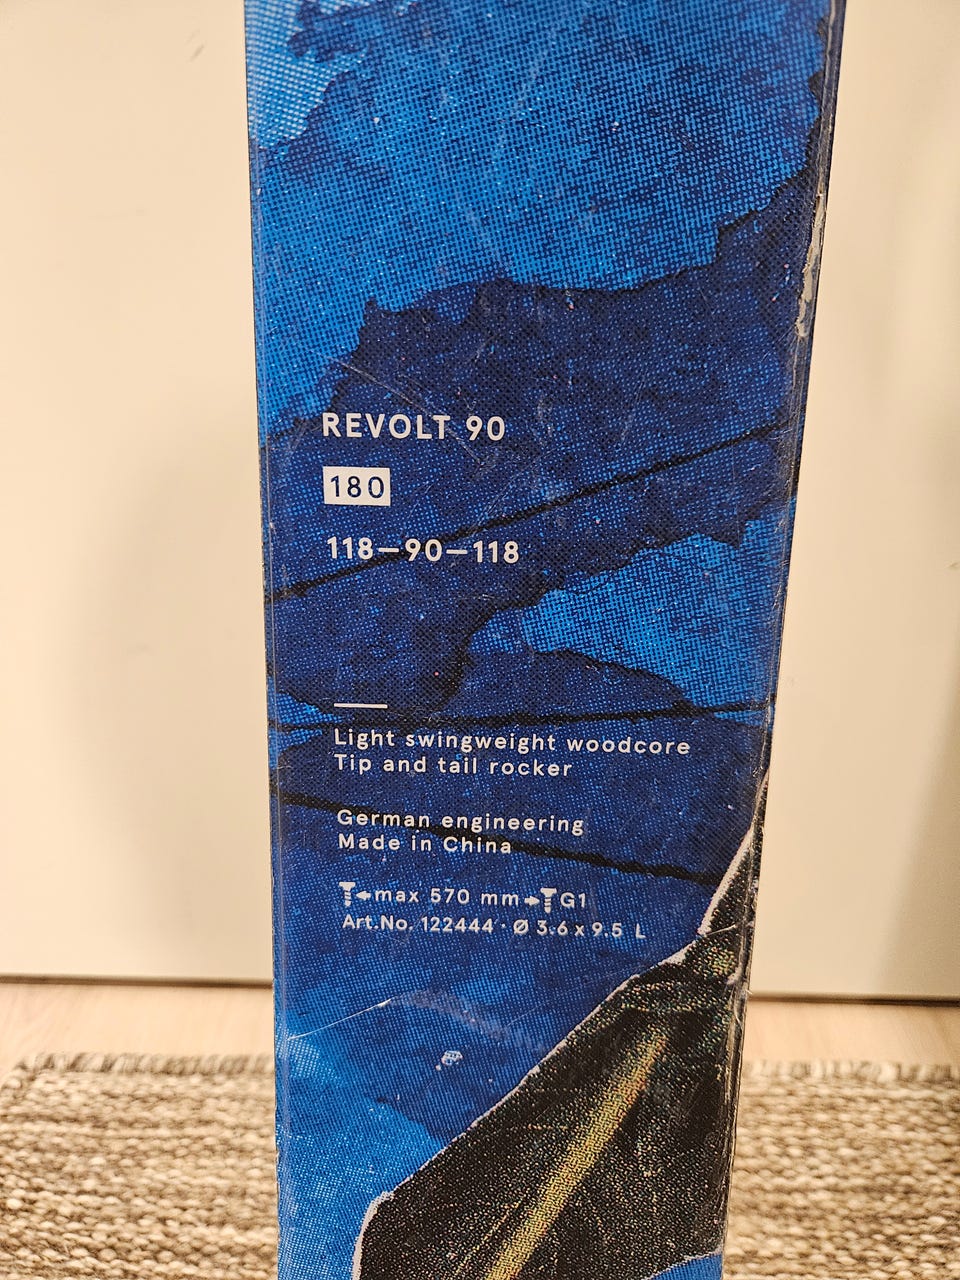 REVOLT 90
180
118–90–118
Light swingweight woodcore
Tip and tail rocker
German engineering
Made in China
max 570 mm G1
Art.No. 122444 · Ø 3.6 x 9.5 L